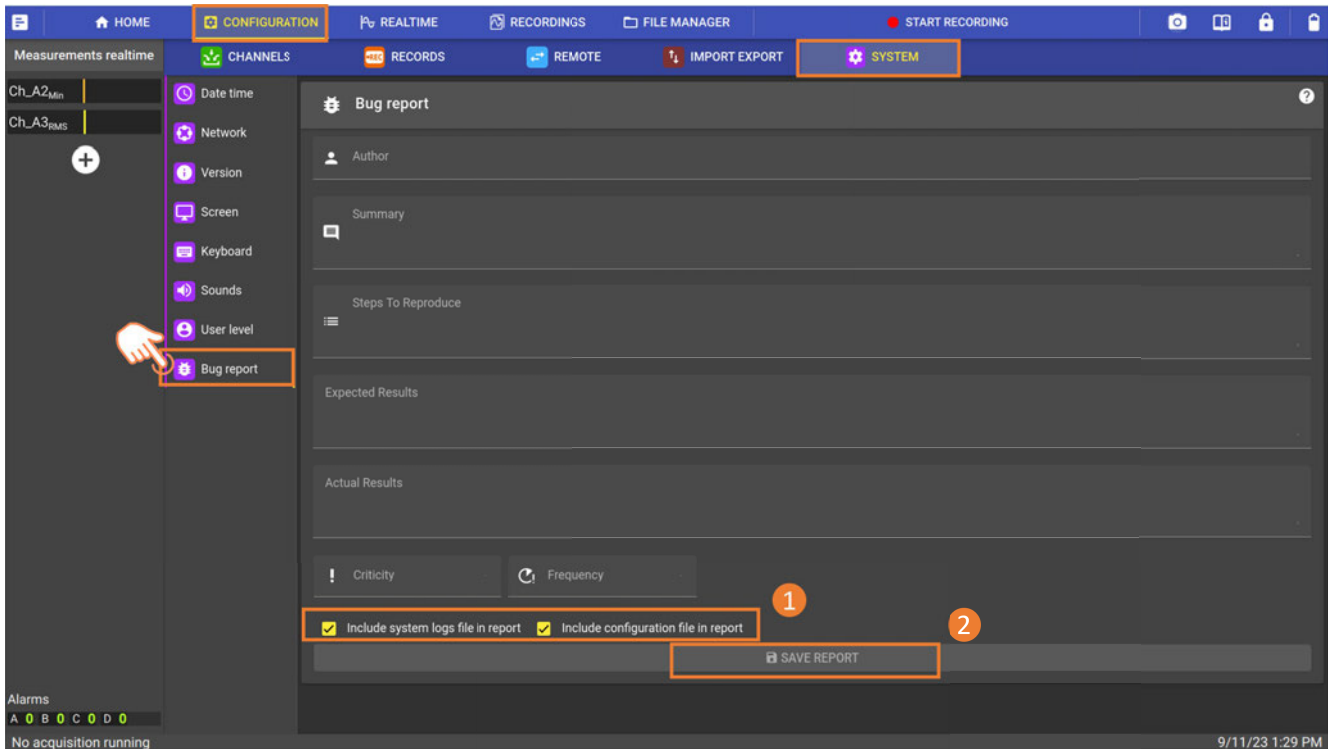 HOME CONFIGURATION REALTIME RECORDINGS FILE MANAGER START RECORDING
Measurements realtime CHANNELS RECORDS REMOTE IMPORT EXPORT SYSTEM
Ch_A2Min
Ch_A3RMS
Date time
Network
Version
Screen
Keyboard
Sounds
User level
Bug report
Bug report
Author
Summary
Steps To Reproduce
Expected Results
Actual Results
Criticity Frequency
1
Include system logs file in report Include configuration file in report
2
SAVE REPORT
Alarms
A 0 B 0 C 0 D 0
No acquisition running 9/11/23 1:29 PM